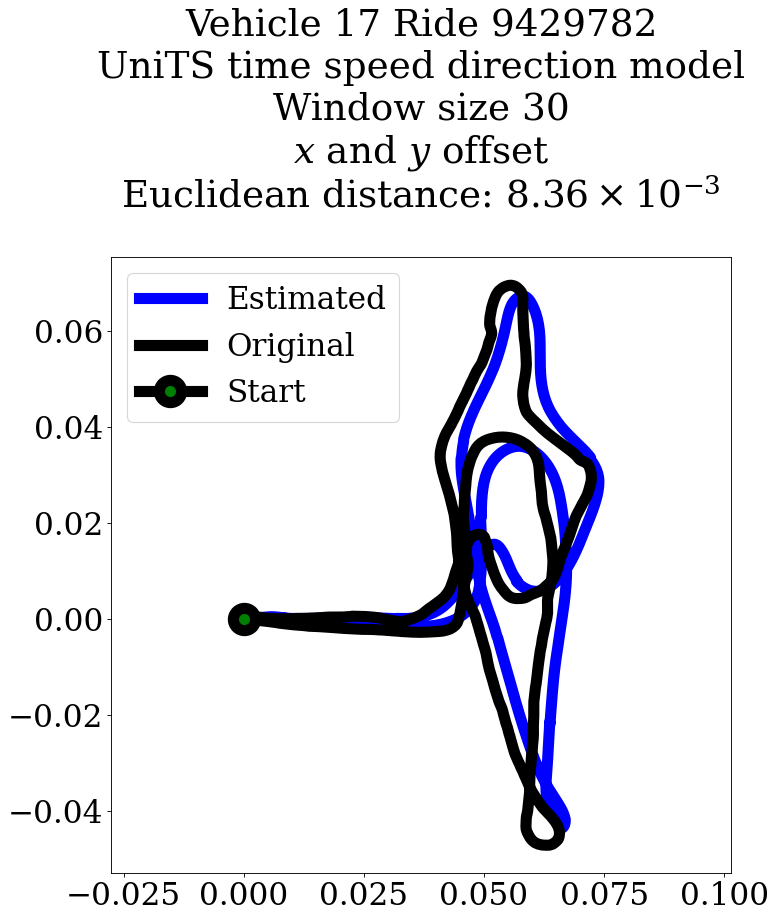 Vehicle 17 Ride 9429782
UniTS time speed direction model
Window size 30
x and y offset
Euclidean distance: 8.36 × 10⁻³
Estimated
Original
Start
0.06
0.04
0.02
0.00
−0.02
−0.04
−0.025 0.000 0.025 0.050 0.075 0.100